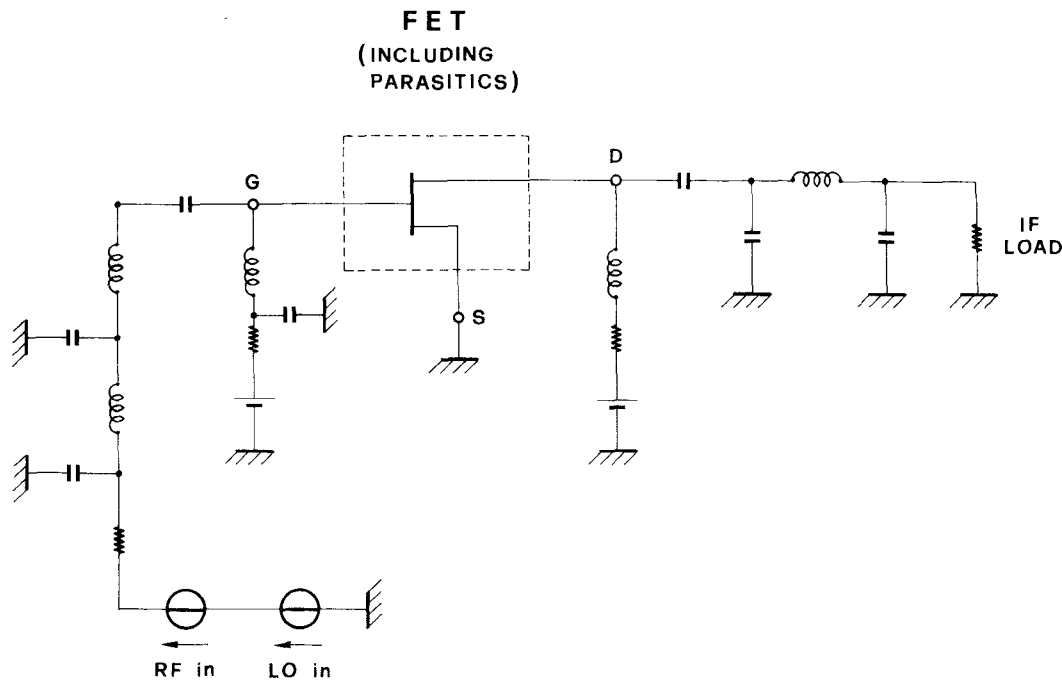 FET
(INCLUDING
PARASITICS)
G
D
S
IF
LOAD
RF in
LO in